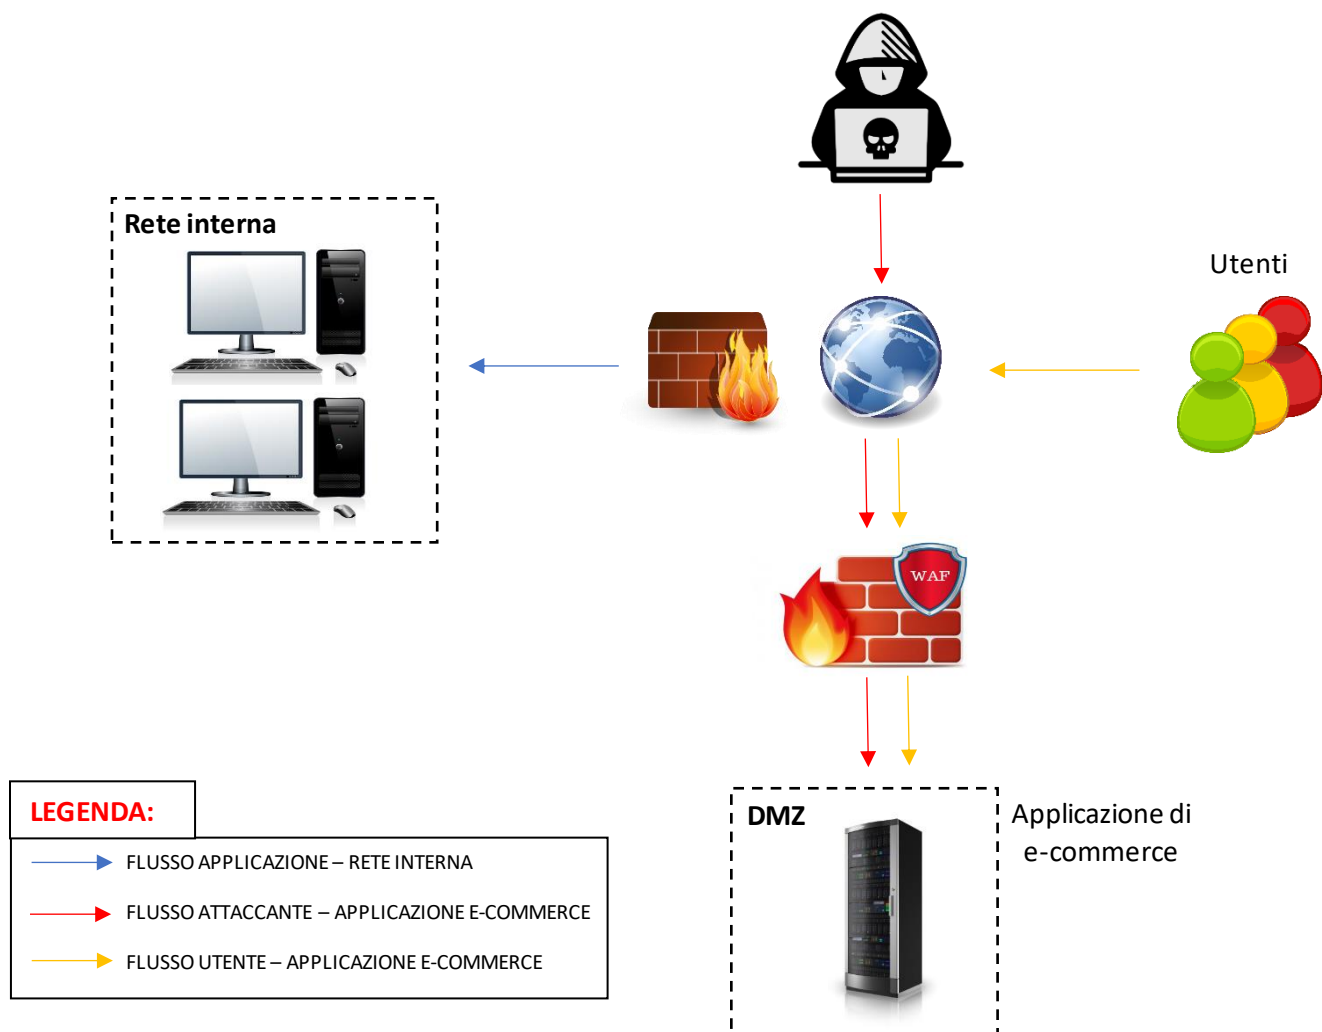 Rete interna
Utenti
WAF
DMZ
Applicazione di
e-commerce
LEGENDA:
FLUSSO APPLICAZIONE – RETE INTERNA
FLUSSO ATTACCANTE – APPLICAZIONE E-COMMERCE
FLUSSO UTENTE – APPLICAZIONE E-COMMERCE